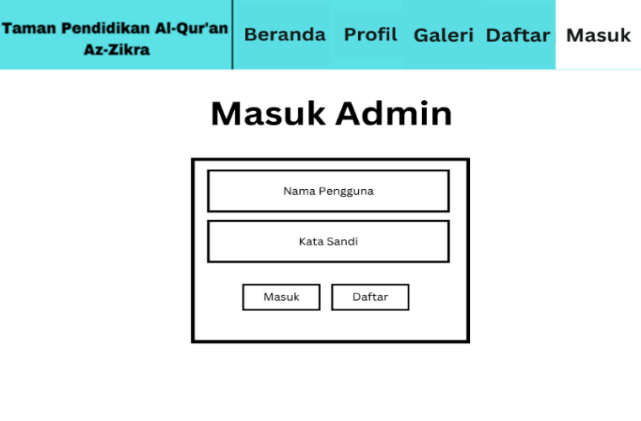 Taman Pendidikan Al-Qur'an
Az-Zikra
Beranda Profil Galeri Daftar Masuk
Masuk Admin
Nama Pengguna
Kata Sandi
Masuk Daftar